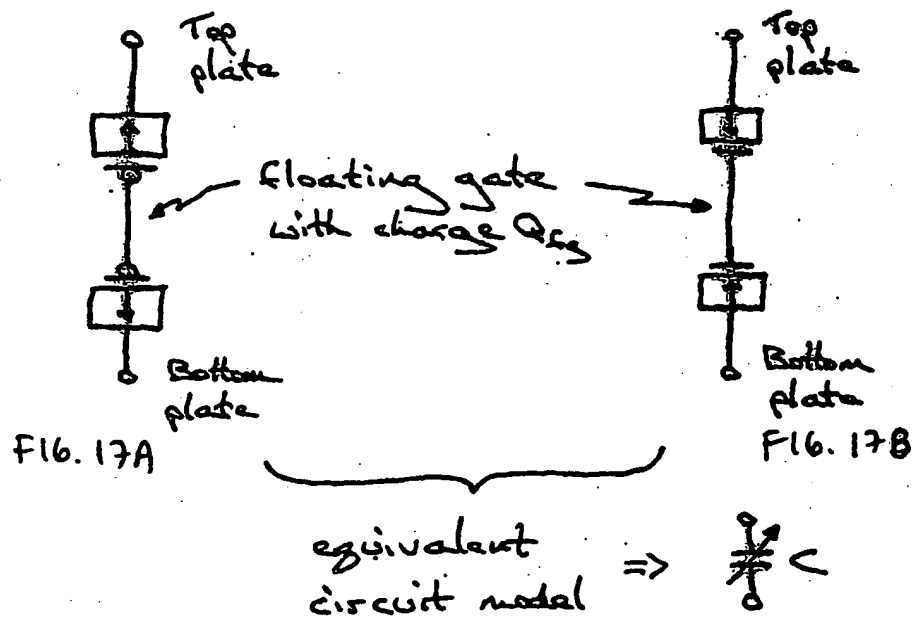 Top
plate
Top
plate
floating gate
with charge Qfg
Bottom
plate
FIG. 17A
Bottom
plate
FIG. 17B
equivalent
circuit model
=>
C